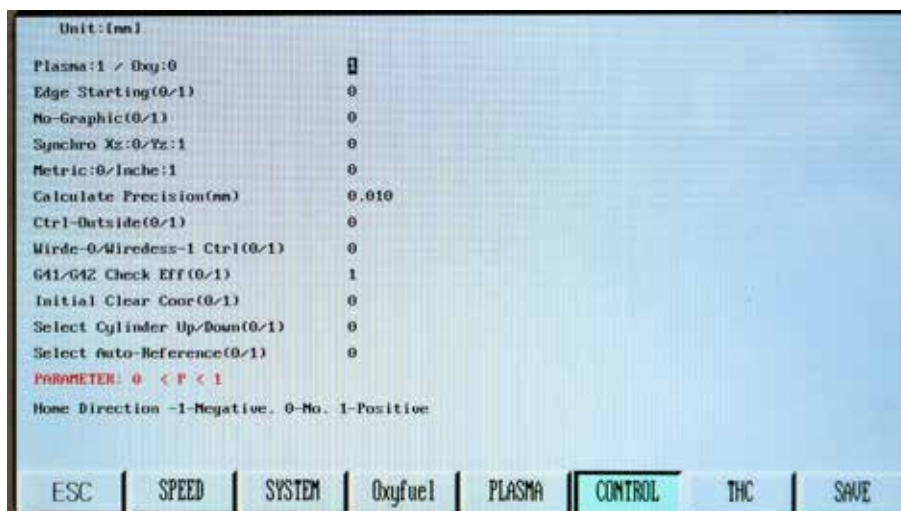 Unit:[mm]
Plasma:1 / Oxy:0 1
Edge Starting(0/1) 0
No-Graphic(0/1) 0
Synchro Xz:0/Yz:1 0
Metric:0/Inche:1 0
Calculate Precision(mm) 0.010
Ctrl-Outside(0/1) 0
Wirde-0/Wiredess-1 Ctrl(0/1) 0
G41/G42 Check Eff(0/1) 1
Initial Clear Coor(0/1) 0
Select Cylinder Up/Down(0/1) 0
Select Auto-Reference(0/1) 0
PARAMETER: 0 < P < 1
Home Direction -1-Negative. 0-No. 1-Positive
ESC SPEED SYSTEM Oxyfuel PLASMA CONTROL THC SAVE